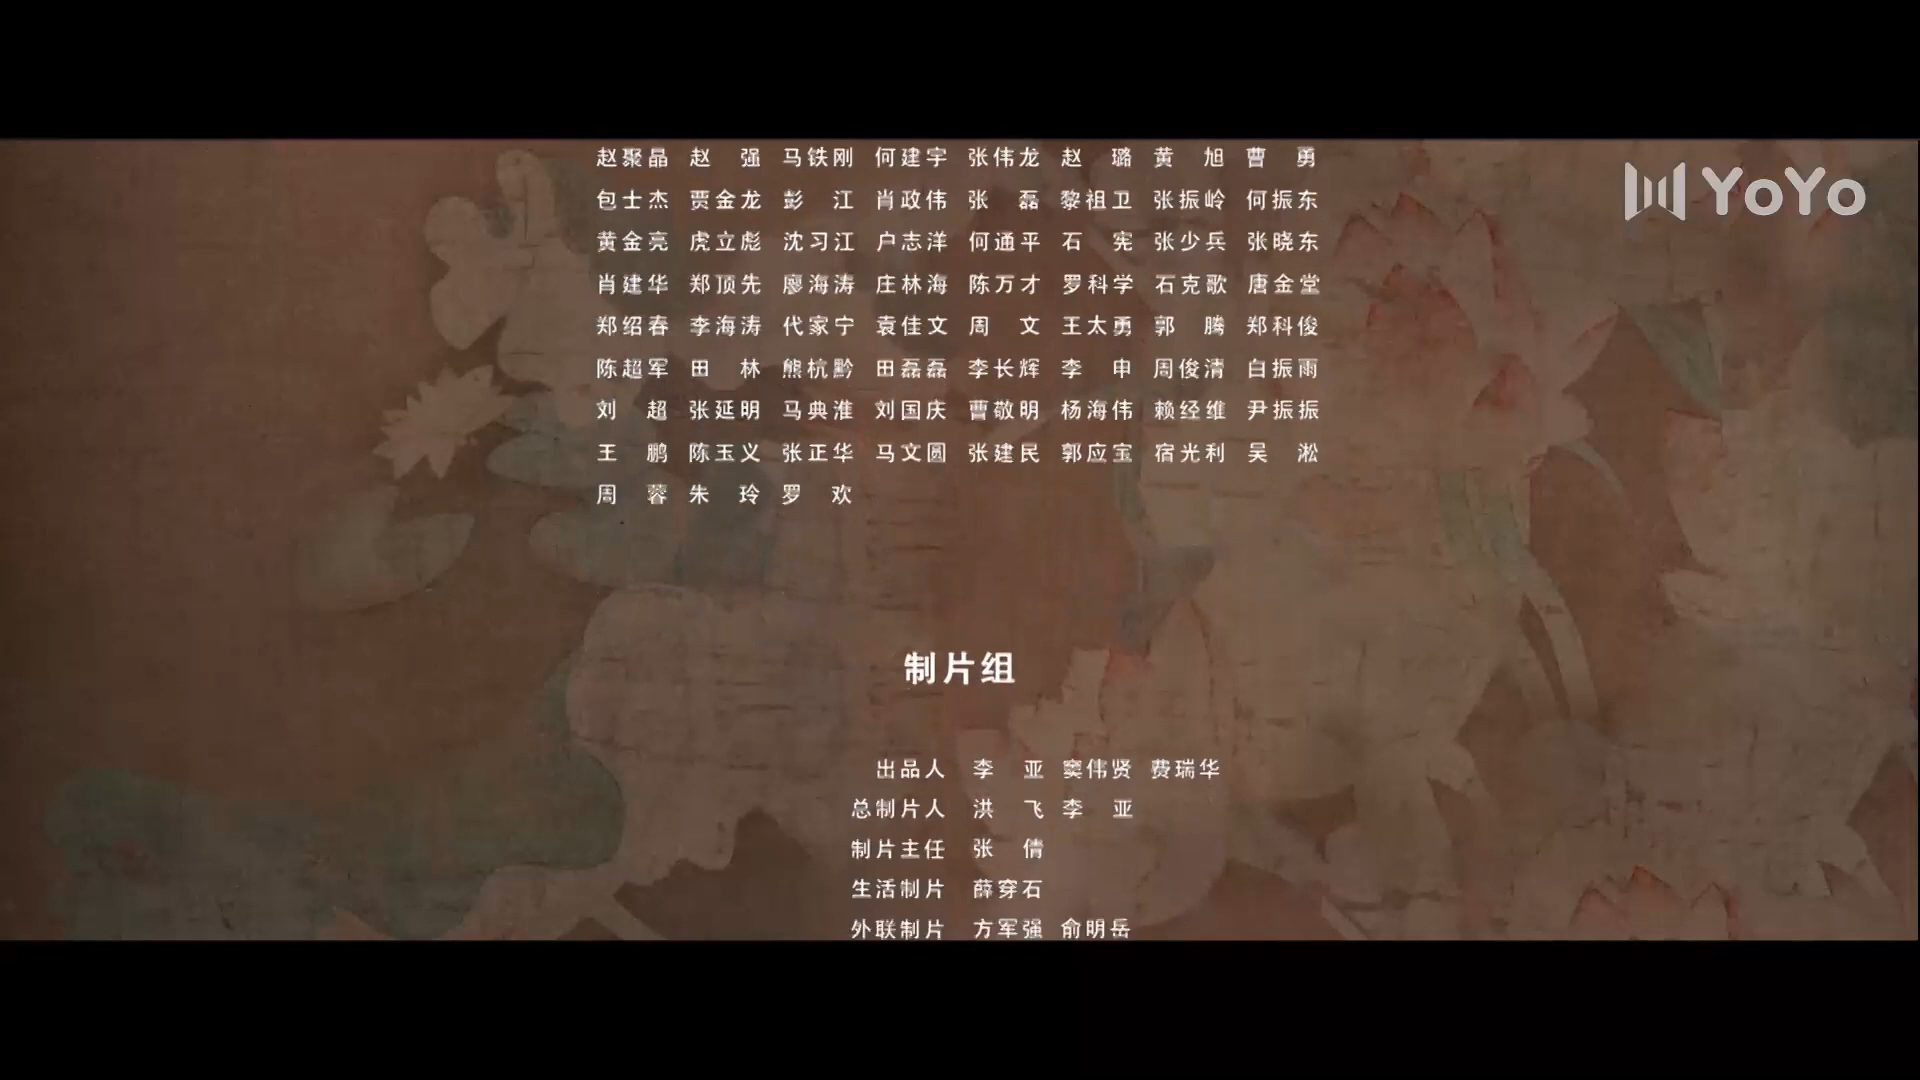 赵聚晶 赵强 马铁刚 何建宇 张伟龙 赵璐 黄旭 曹勇
YoYo
包士杰 贾金龙 彭江 肖政伟 张磊 黎祖卫 张振岭 何振东
黄金亮 虎立彪 沈习江 户志洋 何通平 石宪 张少兵 张晓东
肖建华 郑顶先 廖海涛 庄林海 陈万才 罗科学 石克歌 唐金堂
郑绍春 李海涛 代家宁 袁佳文 周文 王太勇 郭腾 郑科俊
陈超军 田林 熊杭黔 田磊磊 李长辉 李申 周俊清 白振雨
刘超 张延明 马典淮 刘国庆 曹敬明 杨海伟 赖经维 尹振振
王鹏 陈玉义 张正华 马文圆 张建民 郭应宝 宿光利 吴淞
周蓉 朱玲 罗欢
制片组
出品人 李亚 窦伟贤 费瑞华
总制片人 洪飞 李亚
制片主任 张倩
生活制片 薛穿石
外联制片 方军强 俞明岳